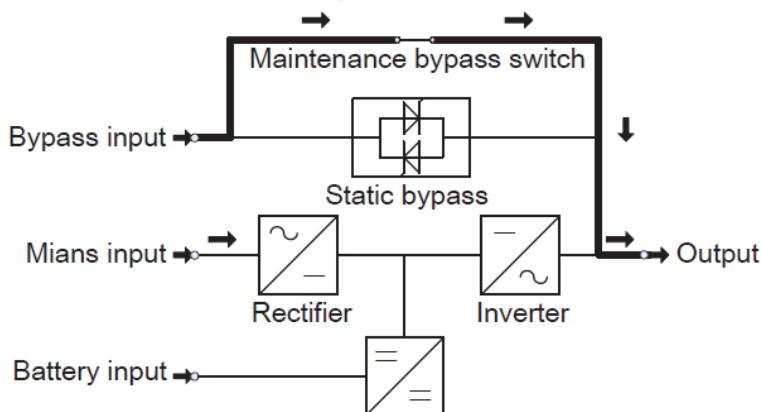 Maintenance bypass switch
Bypass input
Static bypass
Mians input
Output
Rectifier
Inverter
Battery input